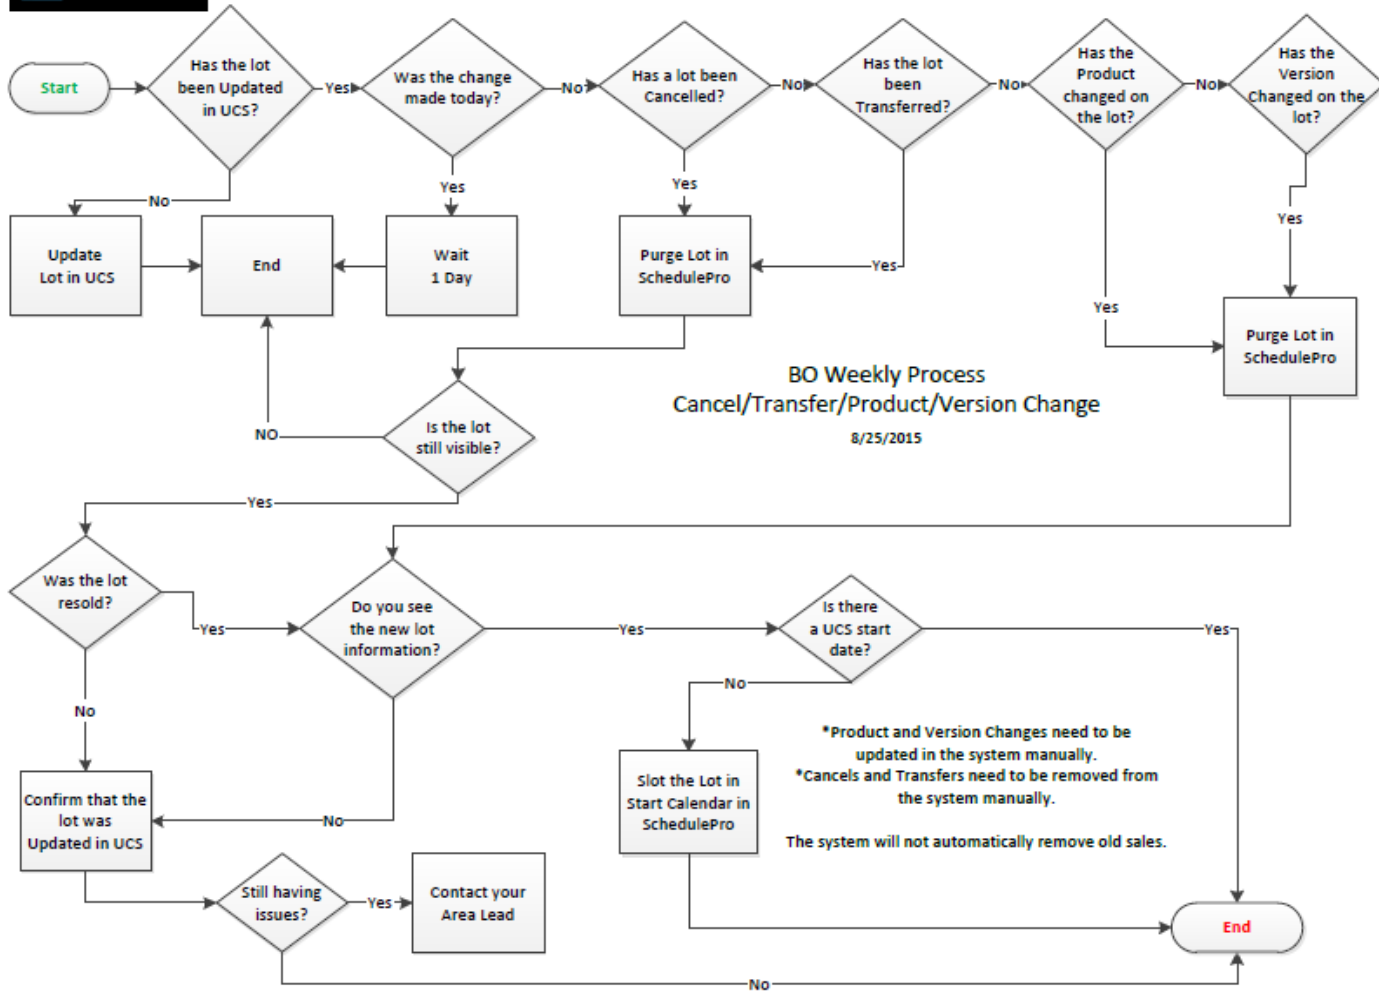 Start
Has the lot
been Updated
in UCS?
Yes
Was the change
made today?
No
Has a lot been
Cancelled?
No
Has the lot
been
Transferred?
No
Has the
Product
changed on
the lot?
No
Has the
Version
Changed on the
lot?
No
Yes
Yes
Yes
Yes
Yes
Update
Lot in UCS
End
Wait
1 Day
Purge Lot in
SchedulePro
Purge Lot in
SchedulePro
BO Weekly Process
Cancel/Transfer/Product/Version Change
8/25/2015
Is the lot
still visible?
NO
Yes
Was the lot
resold?
Yes
No
Do you see
the new lot
information?
Yes
No
Is there
a UCS start
date?
Yes
No
*Product and Version Changes need to be
updated in the system manually.
*Cancels and Transfers need to be removed from
the system manually.
The system will not automatically remove old sales.
Slot the Lot in
Start Calendar in
SchedulePro
Confirm that the
lot was
Updated in UCS
Still having
issues?
Yes
Contact your
Area Lead
End
No